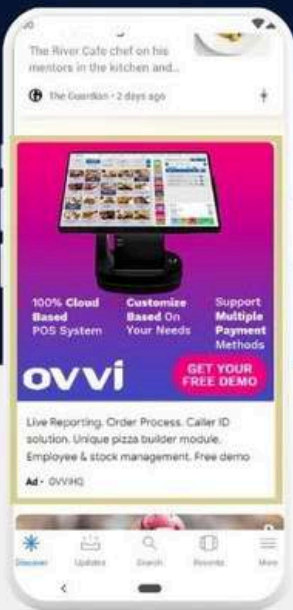 The River Cafe chef on his
mentors in the kitchen and...
The Guardian • 2 days ago
100% Cloud
Based
POS System
Customize
Based On
Your Needs
Support
Multiple
Payment
Methods
OVVI
GET YOUR
FREE DEMO
Live Reporting. Order Process. Caller ID
solution. Unique pizza builder module.
Employee & stock management. Free demo
Ad • OVVIHQ
Discover
Updates
Search
Recents
More